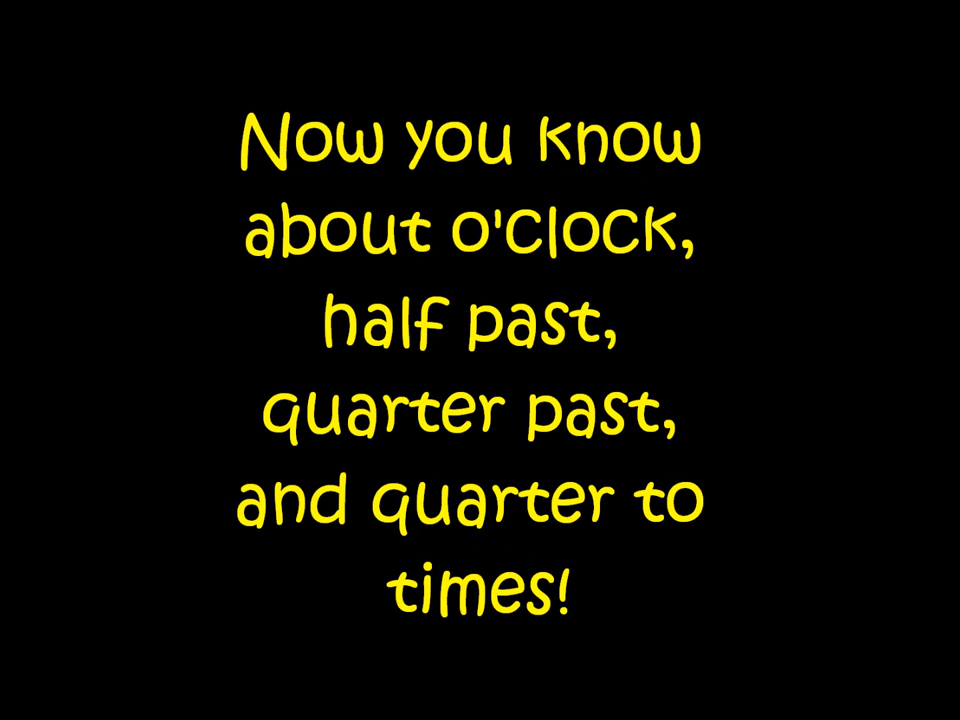 Now you know
about o'clock,
half past,
quarter past,
and quarter to
times!